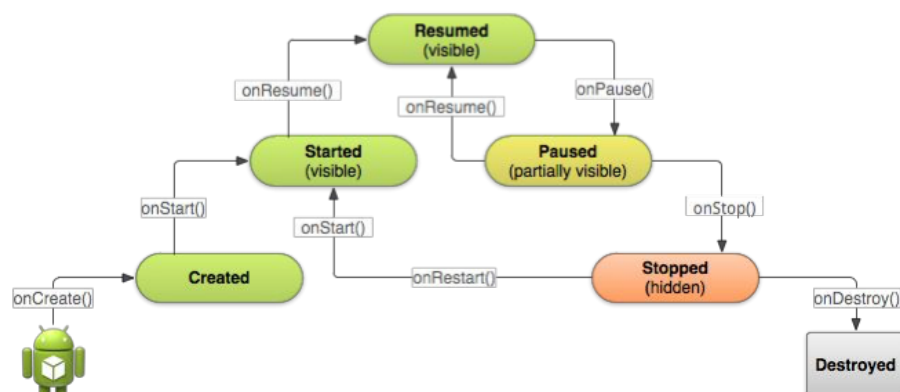 Resumed
(visible)
onResume()
onResume()
onPause()
Started
(visible)
Paused
(partially visible)
onStart()
onStart()
onStop()
Created
onRestart()
Stopped
(hidden)
onCreate()
onDestroy()
Destroyed